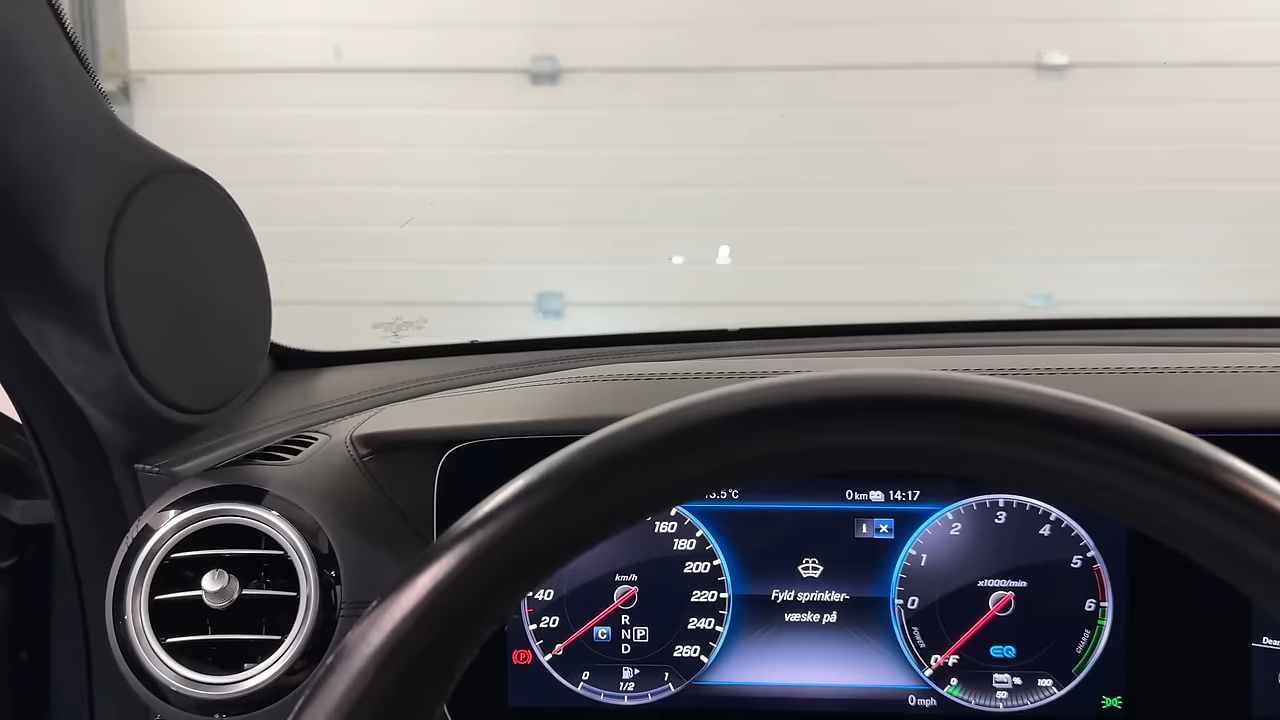 0 km 14:17
i x
160
180
200
220
240
260
40
20
km/h
R
N
D
C
P
(P)
0 1/2 1
Fyld sprinkler-
væske på
0
1
2
3
4
5
6
x1000/min
POWER
CHARGE
EQ
0 50 100
%
0 mph